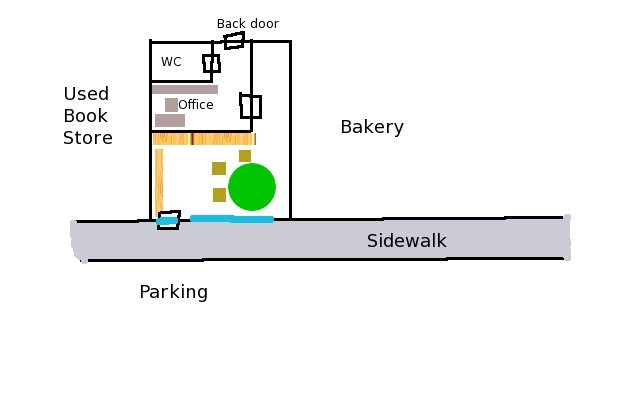 Back door
WC
Used
Book
Store
Office
Bakery
Sidewalk
Parking